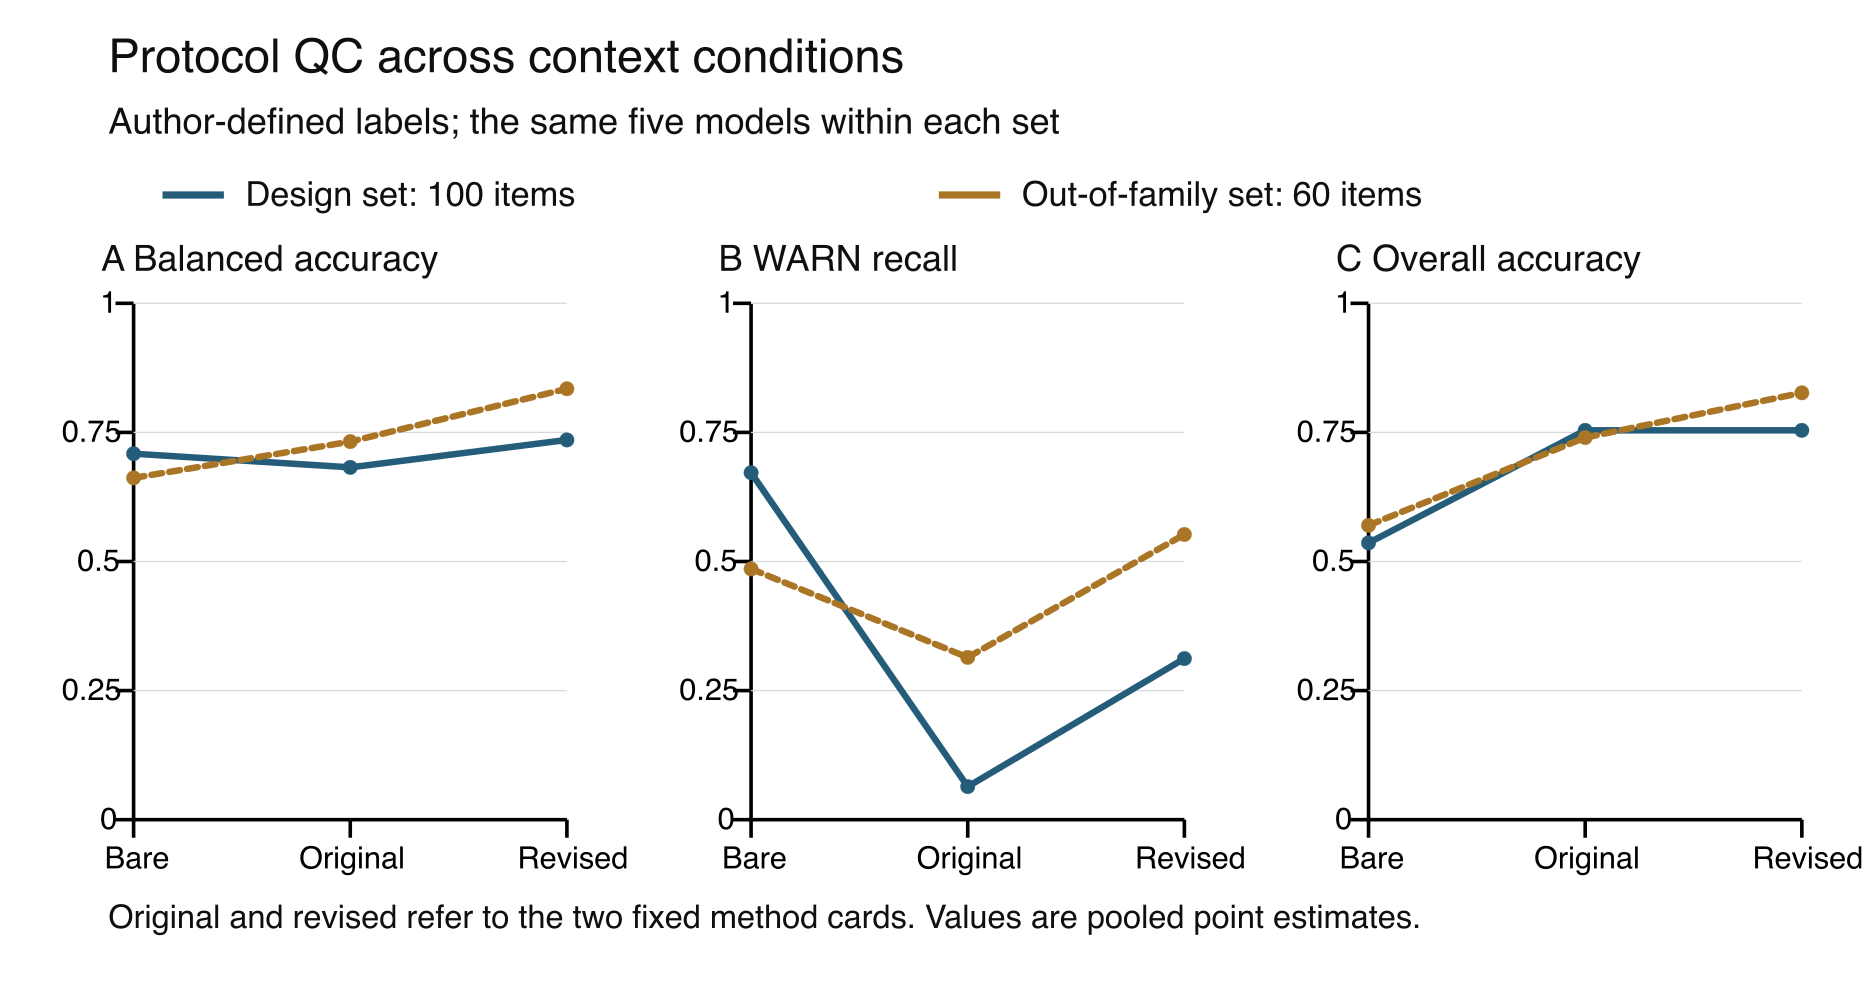 Protocol QC across context conditions
Author-defined labels; the same five models within each set
Design set: 100 items
Out-of-family set: 60 items
A Balanced accuracy
1
0.75
0.5
0.25
0
Bare
Original
Revised
B WARN recall
1
0.75
0.5
0.25
0
Bare
Original
Revised
C Overall accuracy
1
0.75
0.5
0.25
0
Bare
Original
Revised
Original and revised refer to the two fixed method cards. Values are pooled point estimates.